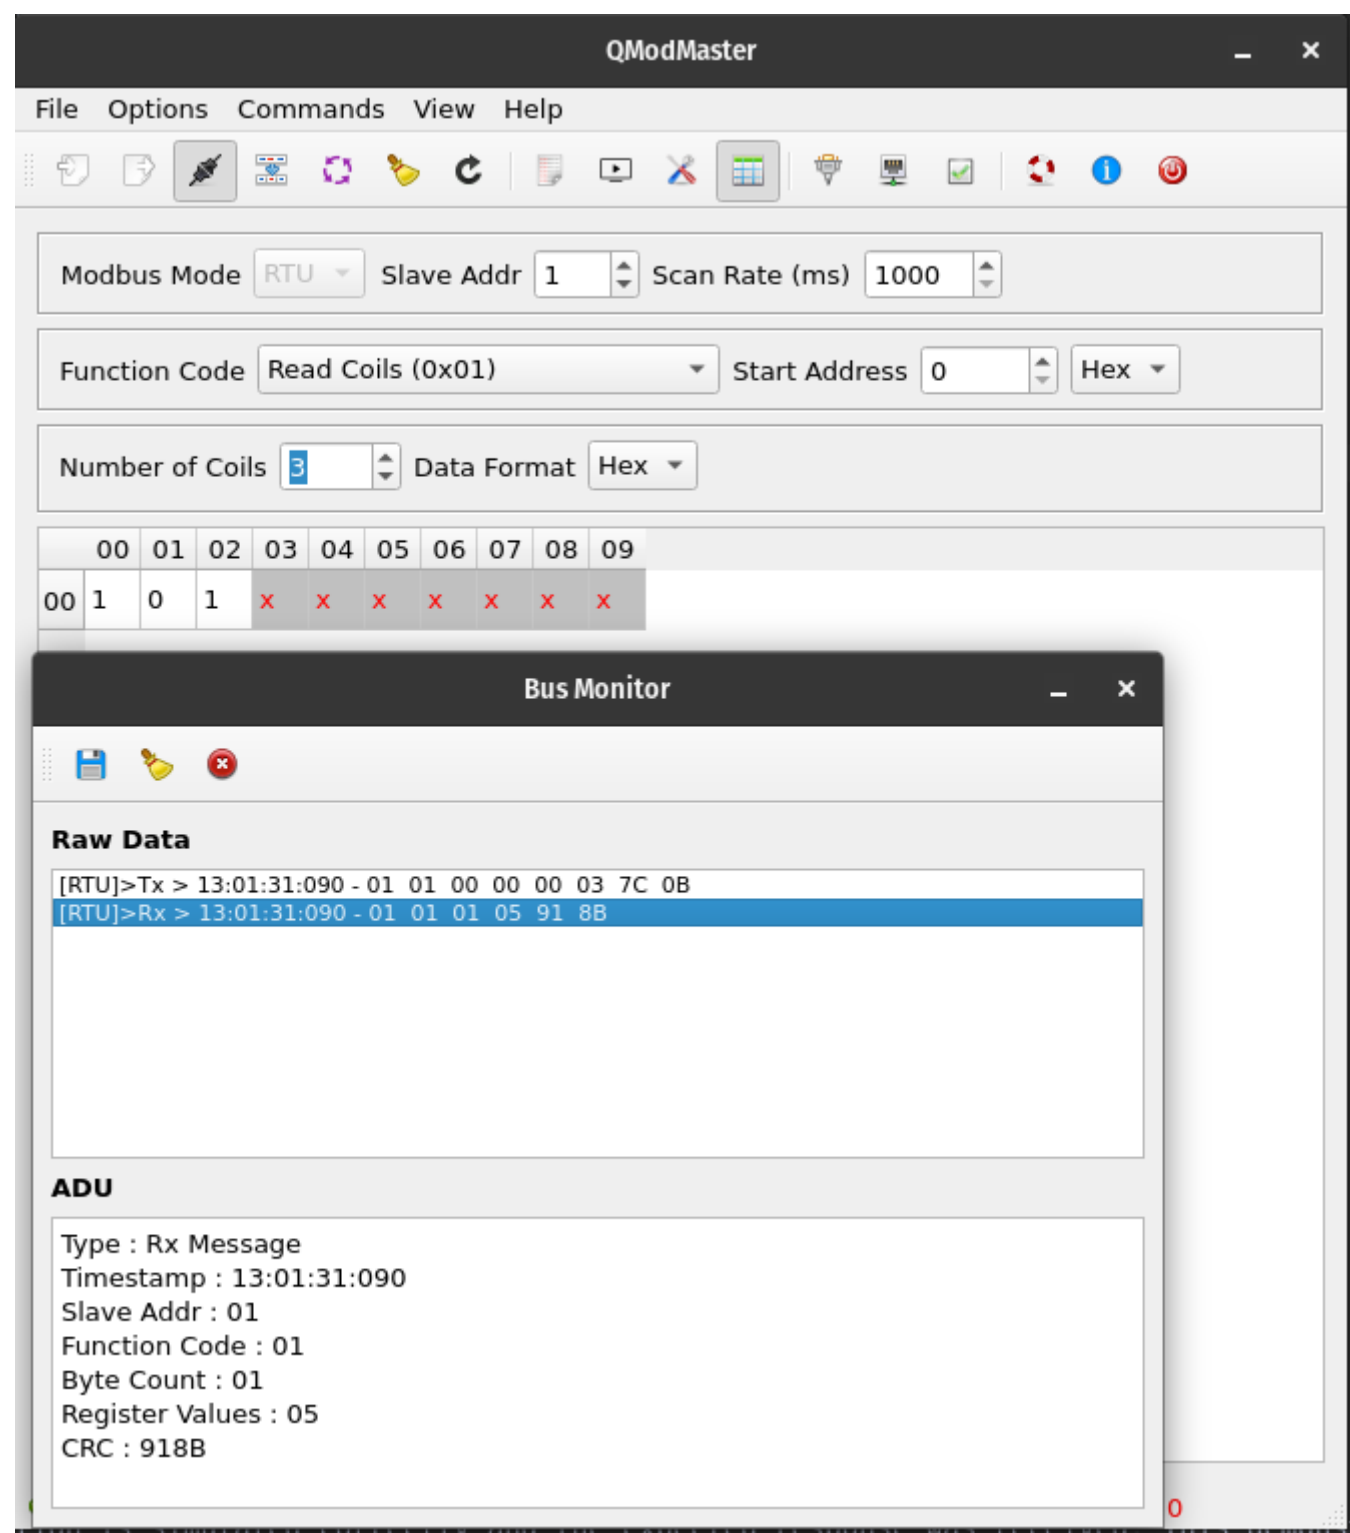 QModMaster
File Options Commands View Help
Modbus Mode RTU Slave Addr 1 Scan Rate (ms) 1000
Function Code Read Coils (0x01) Start Address 0 Hex
Number of Coils 3 Data Format Hex
00 01 02 03 04 05 06 07 08 09
00 1 0 1 x x x x x x x
Bus Monitor
Raw Data
[RTU]>Tx > 13:01:31:090 - 01 01 00 00 00 03 7C 0B
[RTU]>Rx > 13:01:31:090 - 01 01 01 05 91 8B
ADU
Type : Rx Message
Timestamp : 13:01:31:090
Slave Addr : 01
Function Code : 01
Byte Count : 01
Register Values : 05
CRC : 918B
0